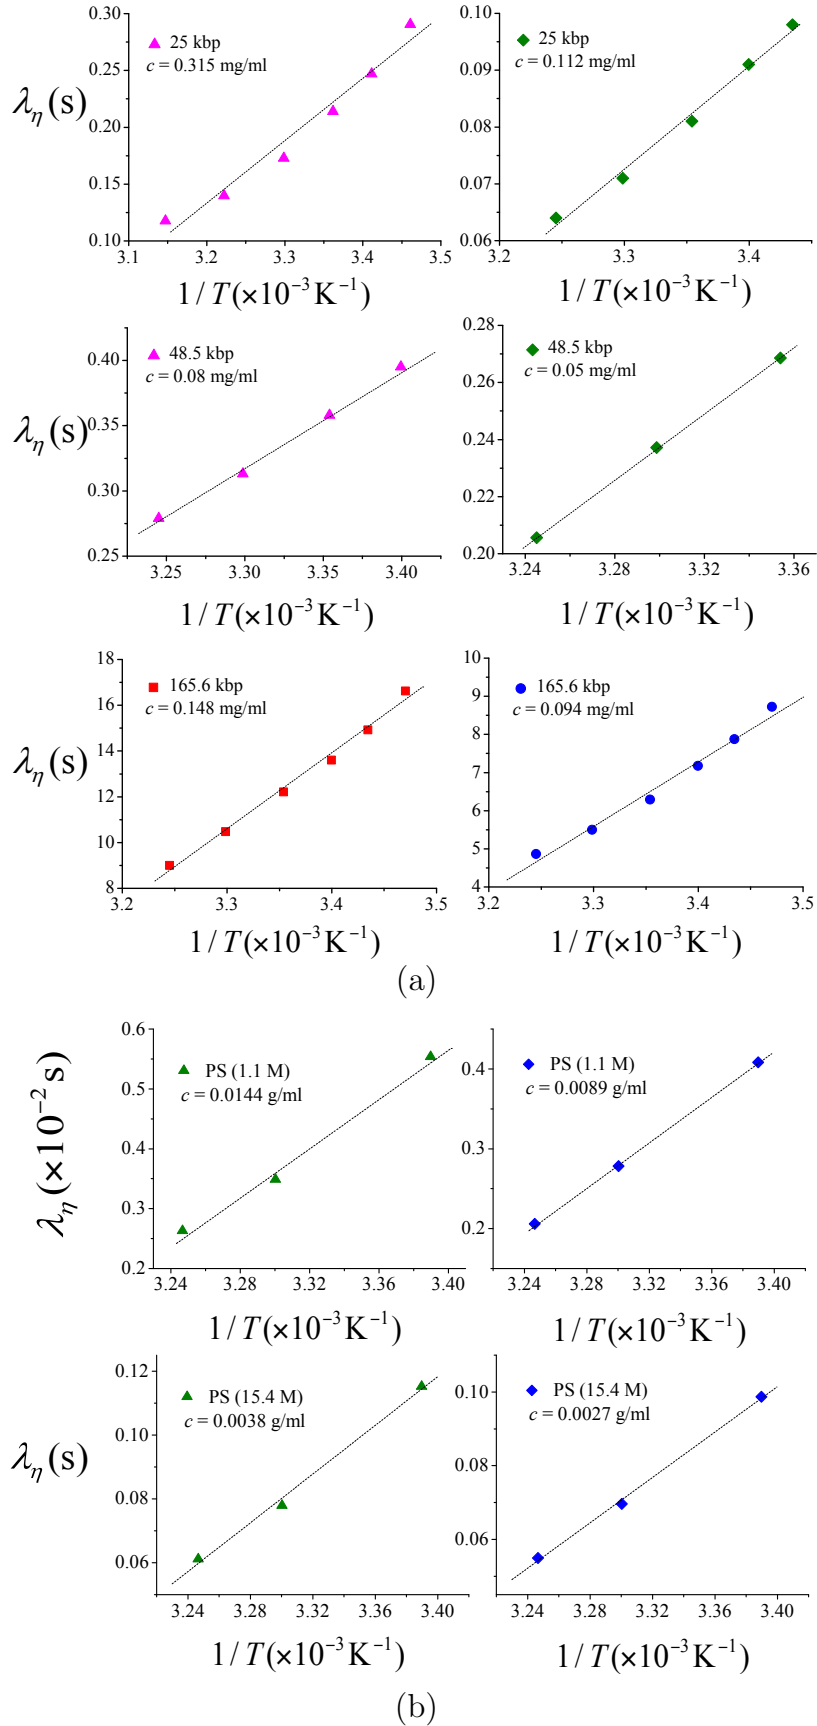 25 kbp
c = 0.315 mg/ml
λη(s)
0.30
0.25
0.20
0.15
0.10
3.1 3.2 3.3 3.4 3.5
1/T(×10⁻³K⁻¹)
25 kbp
c = 0.112 mg/ml
0.10
0.09
0.08
0.07
0.06
3.2 3.3 3.4
1/T(×10⁻³K⁻¹)
48.5 kbp
c = 0.08 mg/ml
λη(s)
0.40
0.35
0.30
0.25
3.25 3.30 3.35 3.40
1/T(×10⁻³K⁻¹)
48.5 kbp
c = 0.05 mg/ml
0.28
0.26
0.24
0.22
0.20
3.24 3.28 3.32 3.36
1/T(×10⁻³K⁻¹)
165.6 kbp
c = 0.148 mg/ml
λη(s)
18
16
14
12
10
8
3.2 3.3 3.4 3.5
1/T(×10⁻³K⁻¹)
165.6 kbp
c = 0.094 mg/ml
10
9
8
7
6
5
4
3.2 3.3 3.4 3.5
1/T(×10⁻³K⁻¹)
(a)
PS (1.1 M)
c = 0.0144 g/ml
λη(×10⁻²s)
0.6
0.5
0.4
0.3
0.2
3.24 3.28 3.32 3.36 3.40
1/T(×10⁻³K⁻¹)
PS (1.1 M)
c = 0.0089 g/ml
0.4
0.3
0.2
3.24 3.28 3.32 3.36 3.40
1/T(×10⁻³K⁻¹)
PS (15.4 M)
c = 0.0038 g/ml
λη(s)
0.12
0.10
0.08
0.06
3.24 3.28 3.32 3.36 3.40
1/T(×10⁻³K⁻¹)
PS (15.4 M)
c = 0.0027 g/ml
0.10
0.08
0.06
3.24 3.28 3.32 3.36 3.40
1/T(×10⁻³K⁻¹)
(b)